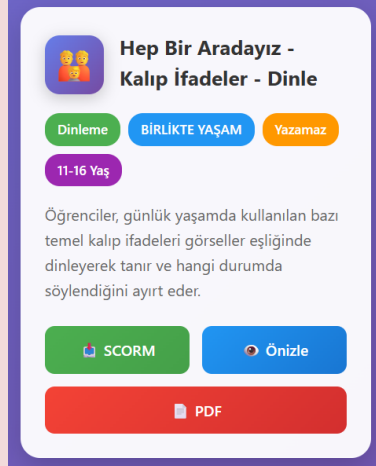 Hep Bir Aradayız -
Kalıp İfadeler - Dinle
Dinleme
BİRLİKTE YAŞAM
Yazamaz
11-16 Yaş
Öğrenciler, günlük yaşamda kullanılan bazı
temel kalıp ifadeleri görseller eşliğinde
dinleyerek tanır ve hangi durumda
söylendiğini ayırt eder.
SCORM
Önizle
PDF